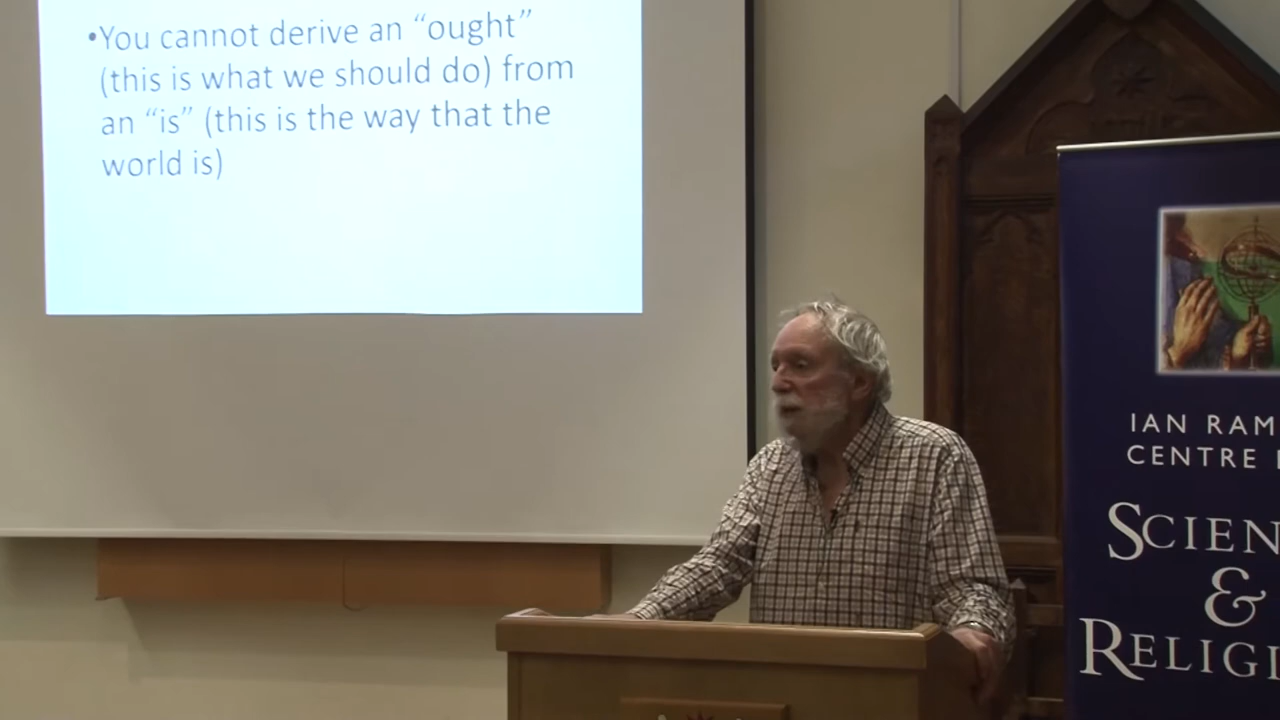 •You cannot derive an “ought”
(this is what we should do) from
an “is” (this is the way that the
world is)
IAN RAM
CENTRE
SCIEN
&
RELIGI